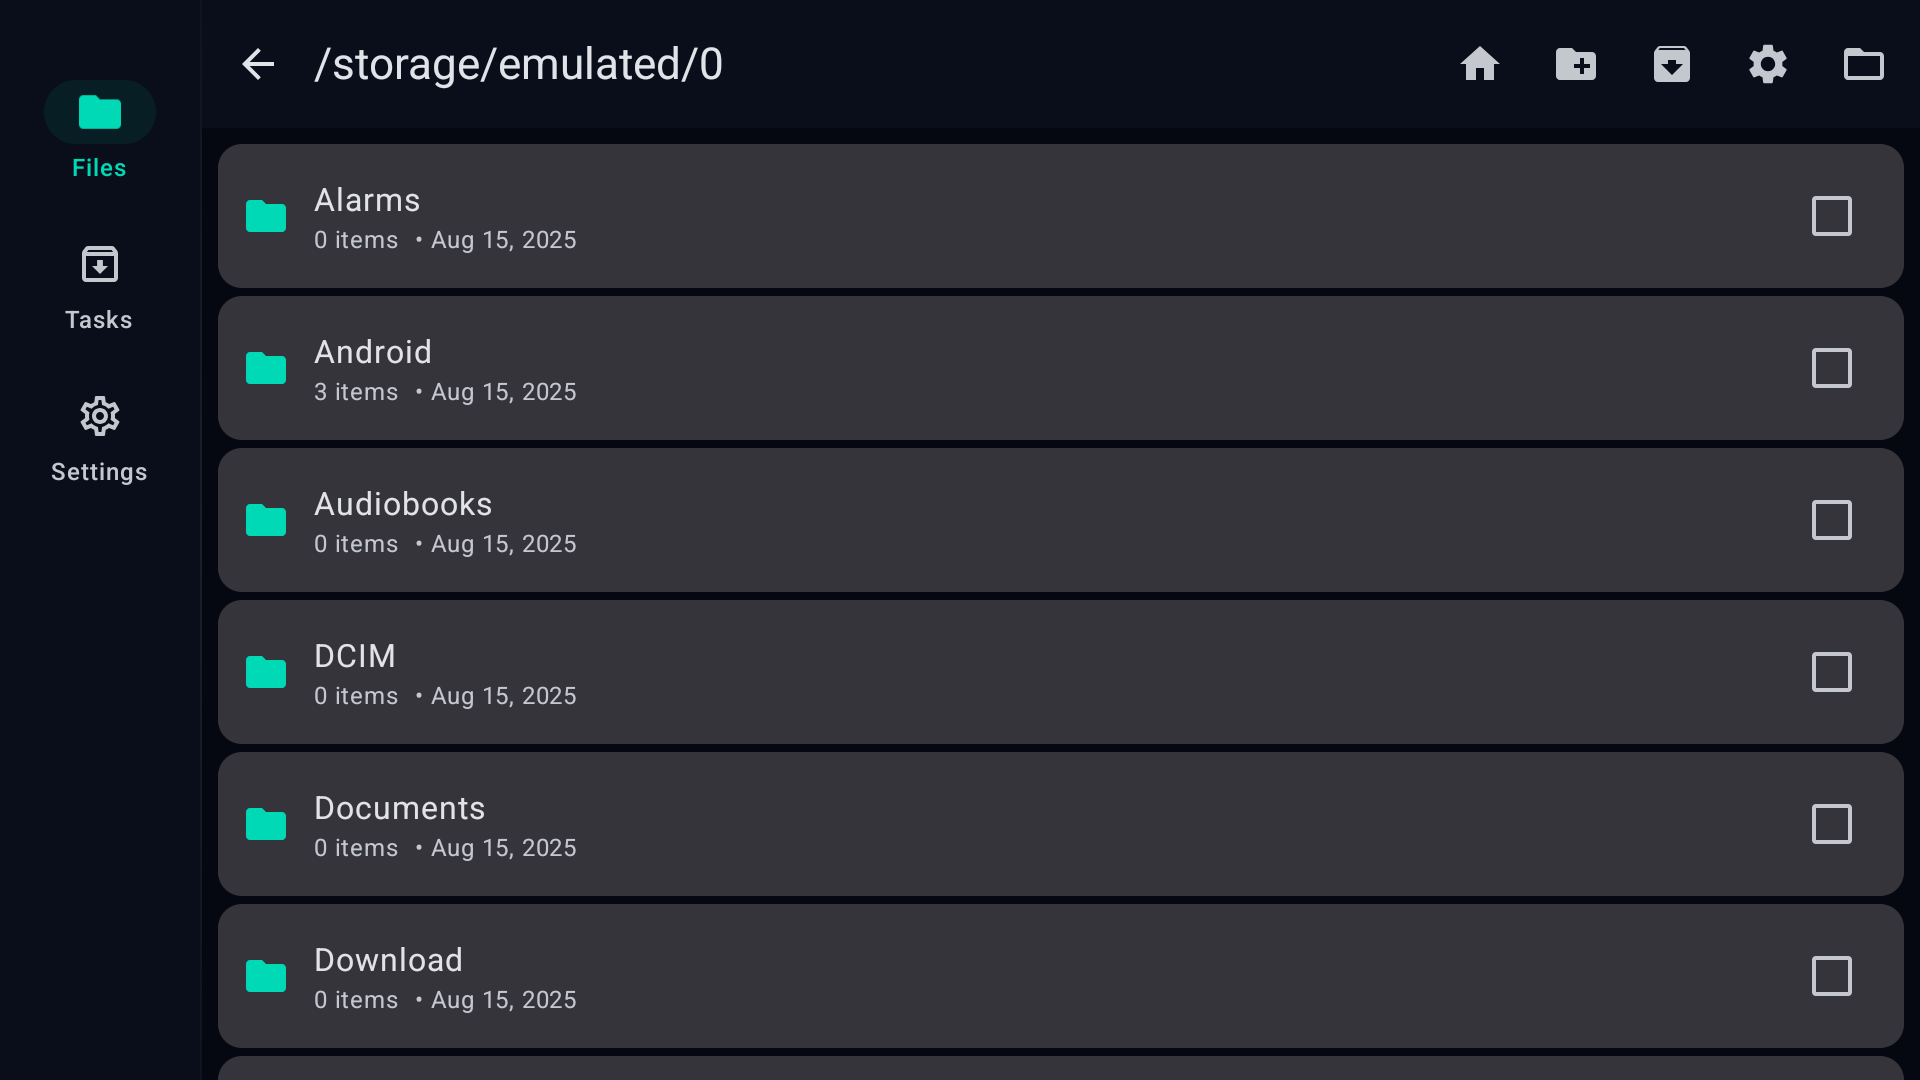 /storage/emulated/0
Files
Tasks
Settings
Alarms
0 items • Aug 15, 2025
Android
3 items • Aug 15, 2025
Audiobooks
0 items • Aug 15, 2025
DCIM
0 items • Aug 15, 2025
Documents
0 items • Aug 15, 2025
Download
0 items • Aug 15, 2025